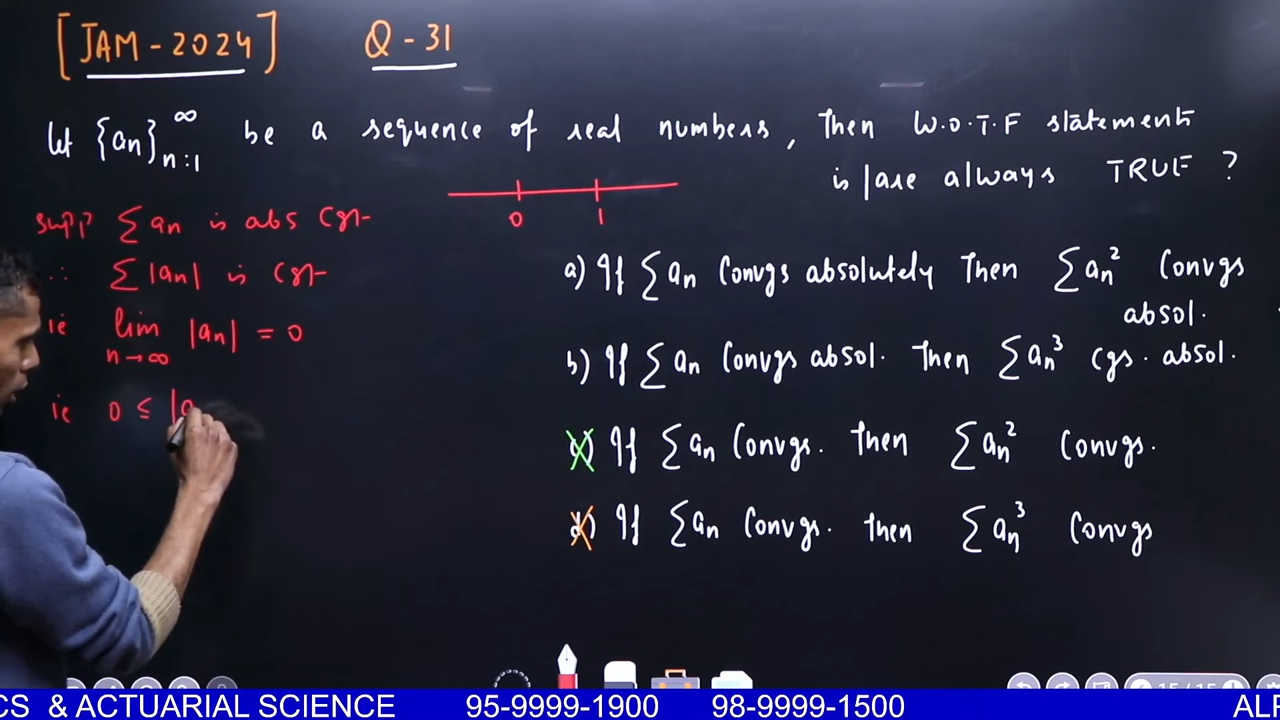 [JAM-2024] Q-31
Let {an}∞n=1 be a sequence of real numbers, Then W.O.T.F statements
is/are always TRUE ?
0 1
Supp ∑an is abs Cgt
∴ ∑|an| is Cgt
ie lim n→∞ |an| = 0
ie 0 ≤ |a
a) If ∑an Convgs absolutely Then ∑an² Convgs
absol.
b) If ∑an Convgs absol. Then ∑an³ cgs. absol.
c) If ∑an Convgs. Then ∑an² Convgs.
d) If ∑an Convgs. then ∑an³ Convgs
15/15
CS & ACTUARIAL SCIENCE 95-9999-1900 98-9999-1500 ALP